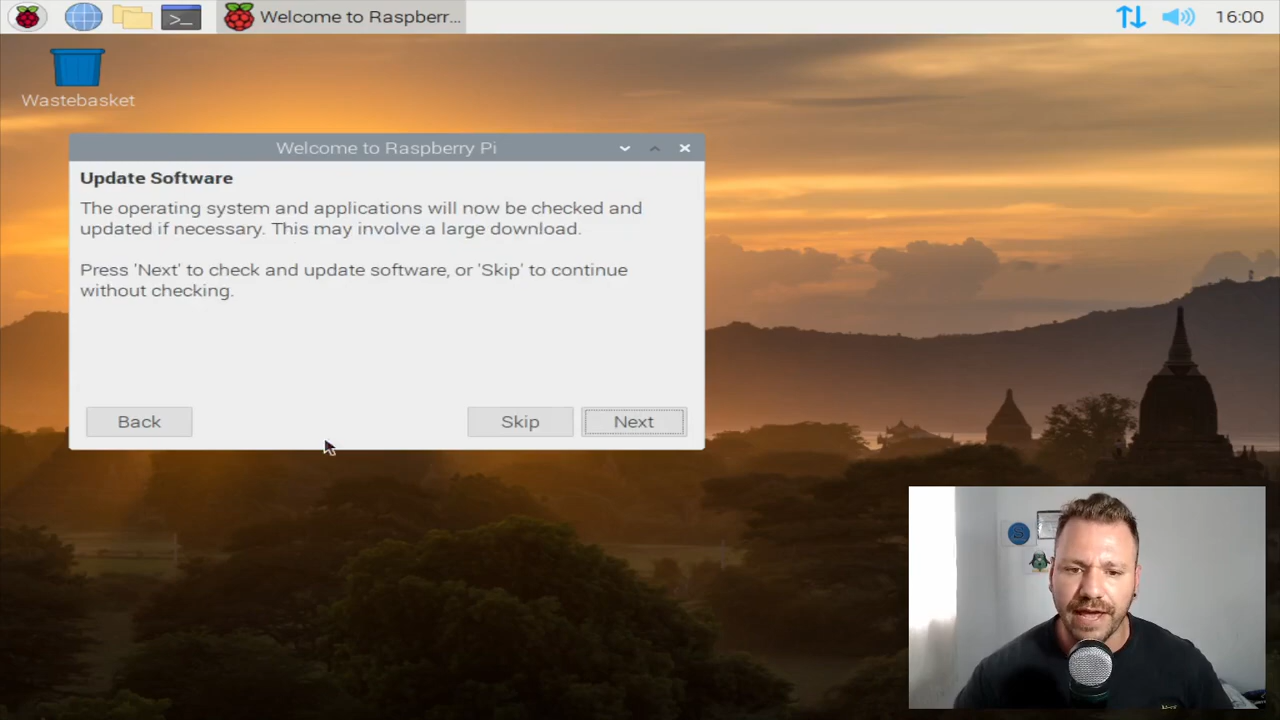 Welcome to Raspberr...
16:00
Wastebasket
Welcome to Raspberry Pi
Update Software
The operating system and applications will now be checked and
updated if necessary. This may involve a large download.
Press 'Next' to check and update software, or 'Skip' to continue
without checking.
Back
Skip
Next